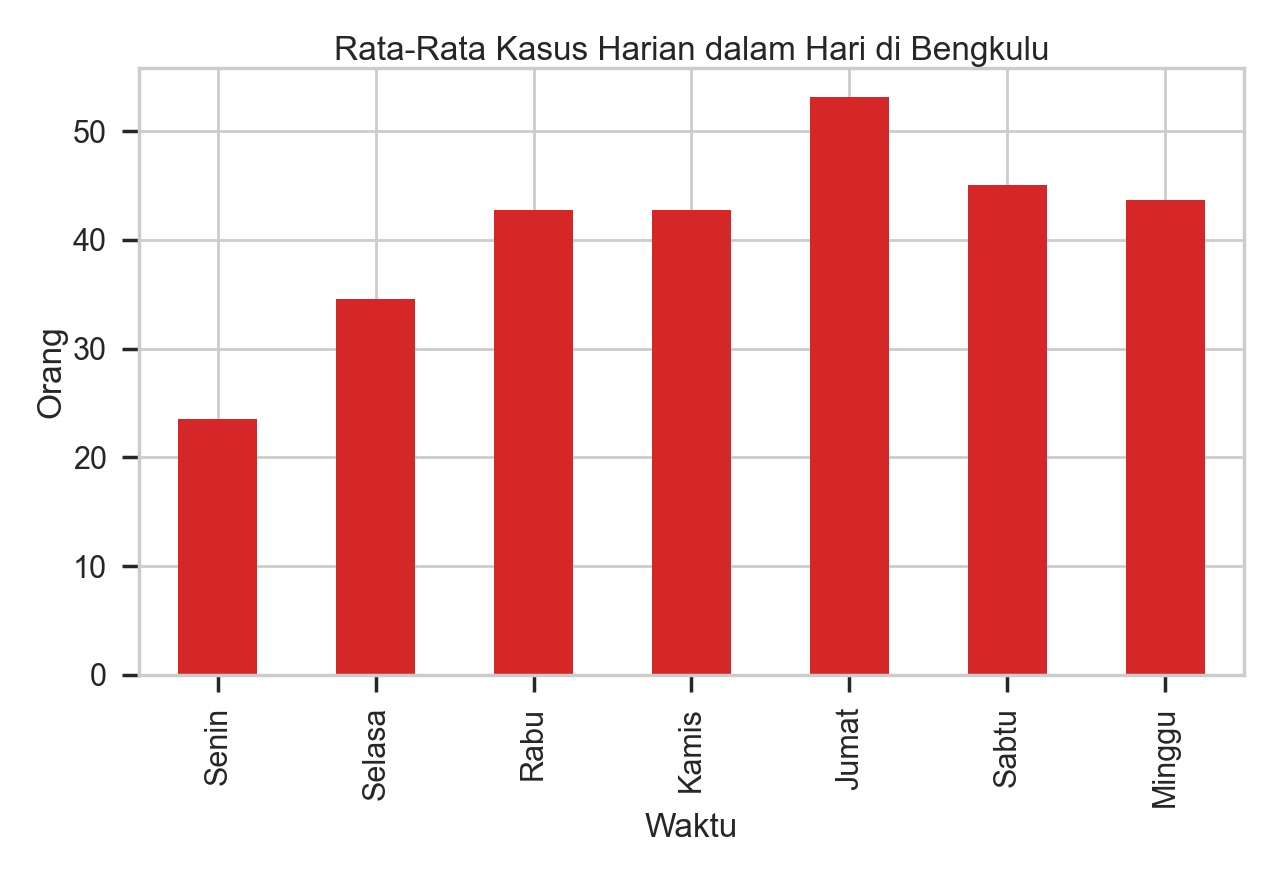 Rata-Rata Kasus Harian dalam Hari di Bengkulu
50
40
30
20
10
0
Orang
Senin
Selasa
Rabu
Kamis
Jumat
Sabtu
Minggu
Waktu